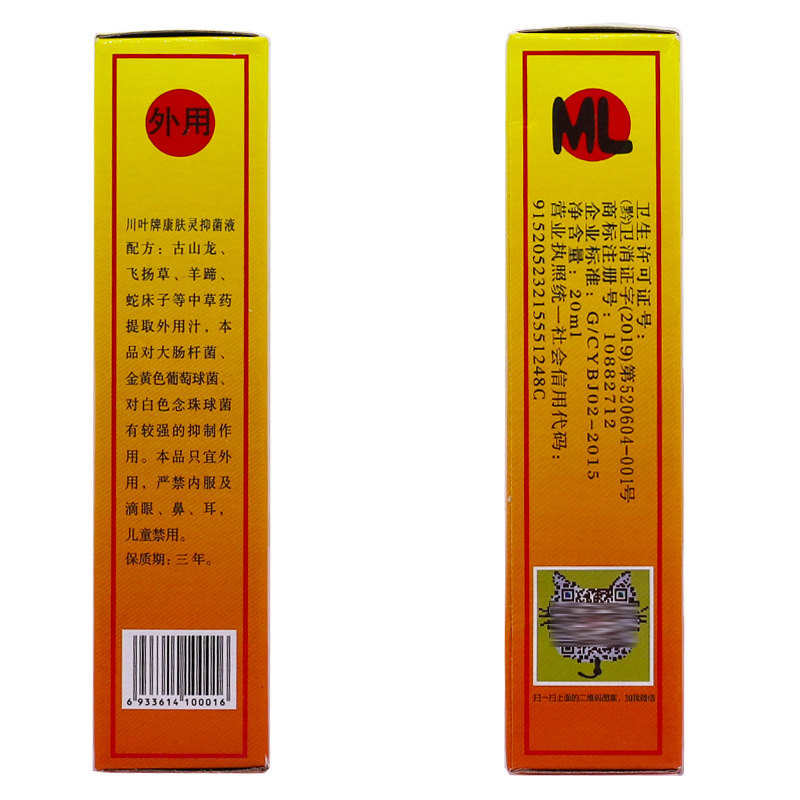 外用
川叶牌康肤灵抑菌液
配方：古山龙、
飞扬草、羊蹄、
蛇床子等中草药
提取外用汁，本
品对大肠杆菌、
金黄色葡萄球菌、
对白色念珠球菌
有较强的抑制作
用。本品只宜外
用，严禁内服及
滴眼、鼻、耳，
儿童禁用。
保质期：三年。
6 933614 100016
ML
卫生许可证号：
(黔)卫消证字(2019)第520604-001号
商标注册号：10882712
企业标准：G/CYBJ02-2015
净含量：20ml
营业执照统一社会信用代码：
91520523215551248C
扫一扫上面的二维码图案，加我微信